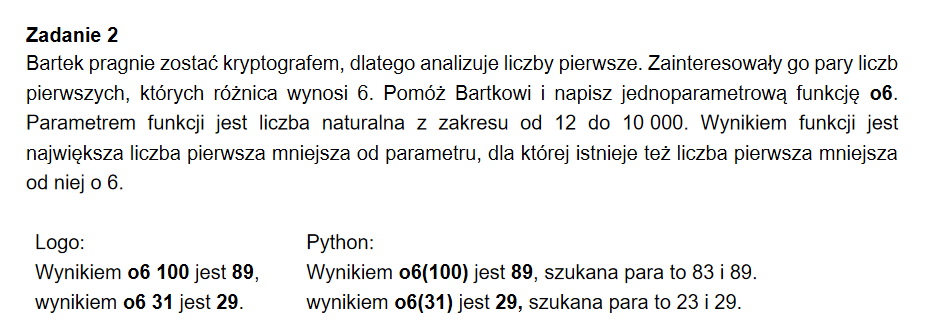 Zadanie 2
Bartek pragnie zostać kryptografem, dlatego analizuje liczby pierwsze. Zainteresowały go pary liczb
pierwszych, których różnica wynosi 6. Pomóż Bartkowi i napisz jednoparametrową funkcję o6.
Parametrem funkcji jest liczba naturalna z zakresu od 12 do 10 000. Wynikiem funkcji jest
największa liczba pierwsza mniejsza od parametru, dla której istnieje też liczba pierwsza mniejsza
od niej o 6.
Logo:
Wynikiem o6 100 jest 89,
wynikiem o6 31 jest 29.
Python:
Wynikiem o6(100) jest 89, szukana para to 83 i 89.
wynikiem o6(31) jest 29, szukana para to 23 i 29.